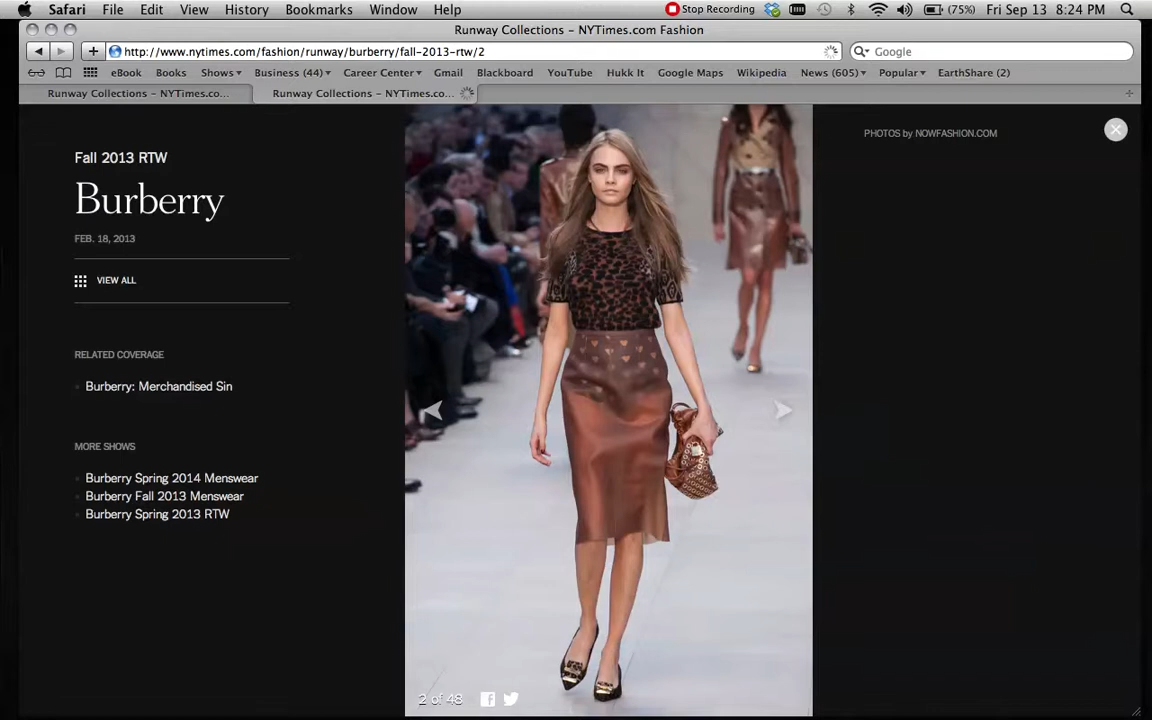 Safari File Edit View History Bookmarks Window Help Stop Recording (75%) Fri Sep 13 8:24 PM
Runway Collections – NYTimes.com Fashion
http://www.nytimes.com/fashion/runway/burberry/fall-2013-rtw/2 Google
eBook Books Shows Business (44) Career Center Gmail Blackboard YouTube Hukk It Google Maps Wikipedia News (605) Popular EarthShare (2)
Runway Collections – NYTimes.co... Runway Collections – NYTimes.co...
PHOTOS by NOWFASHION.COM
Fall 2013 RTW
Burberry
FEB. 18, 2013
VIEW ALL
RELATED COVERAGE
Burberry: Merchandised Sin
MORE SHOWS
Burberry Spring 2014 Menswear
Burberry Fall 2013 Menswear
Burberry Spring 2013 RTW
2 of 48